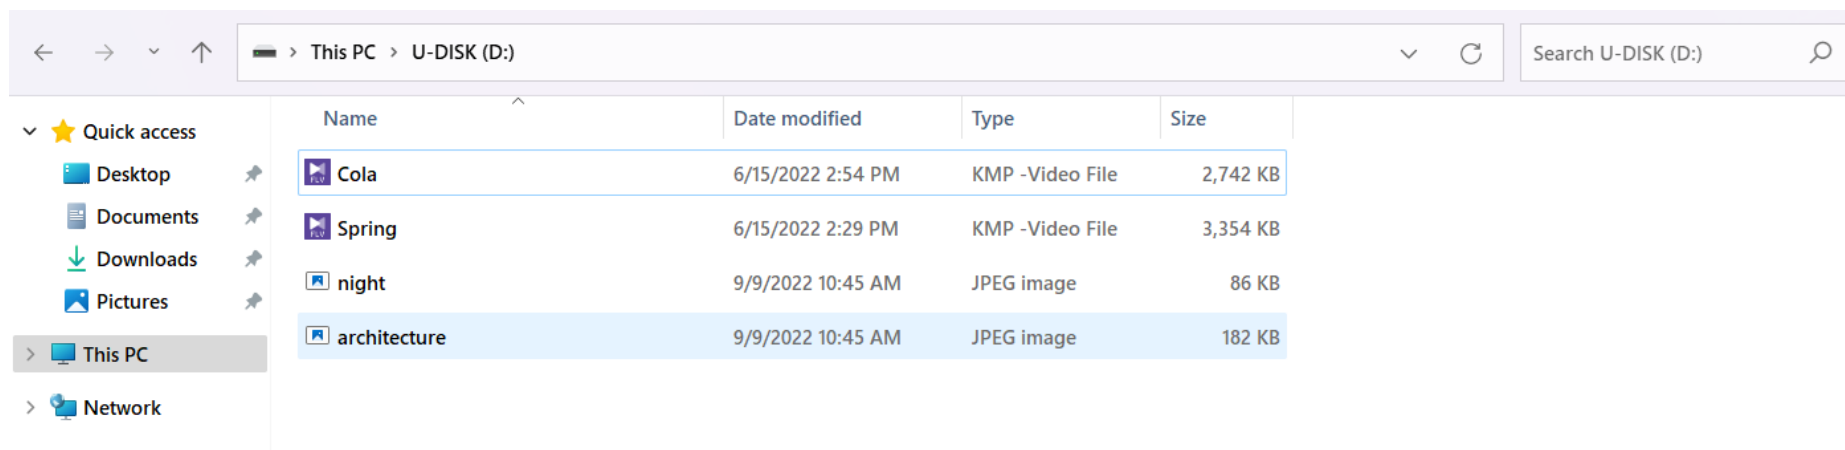 This PC U-DISK (D:) Search U-DISK (D:)
Name Date modified Type Size
Quick access
Desktop
Documents
Downloads
Pictures
This PC
Network
FLV Cola 6/15/2022 2:54 PM KMP -Video File 2,742 KB
FLV Spring 6/15/2022 2:29 PM KMP -Video File 3,354 KB
night 9/9/2022 10:45 AM JPEG image 86 KB
architecture 9/9/2022 10:45 AM JPEG image 182 KB